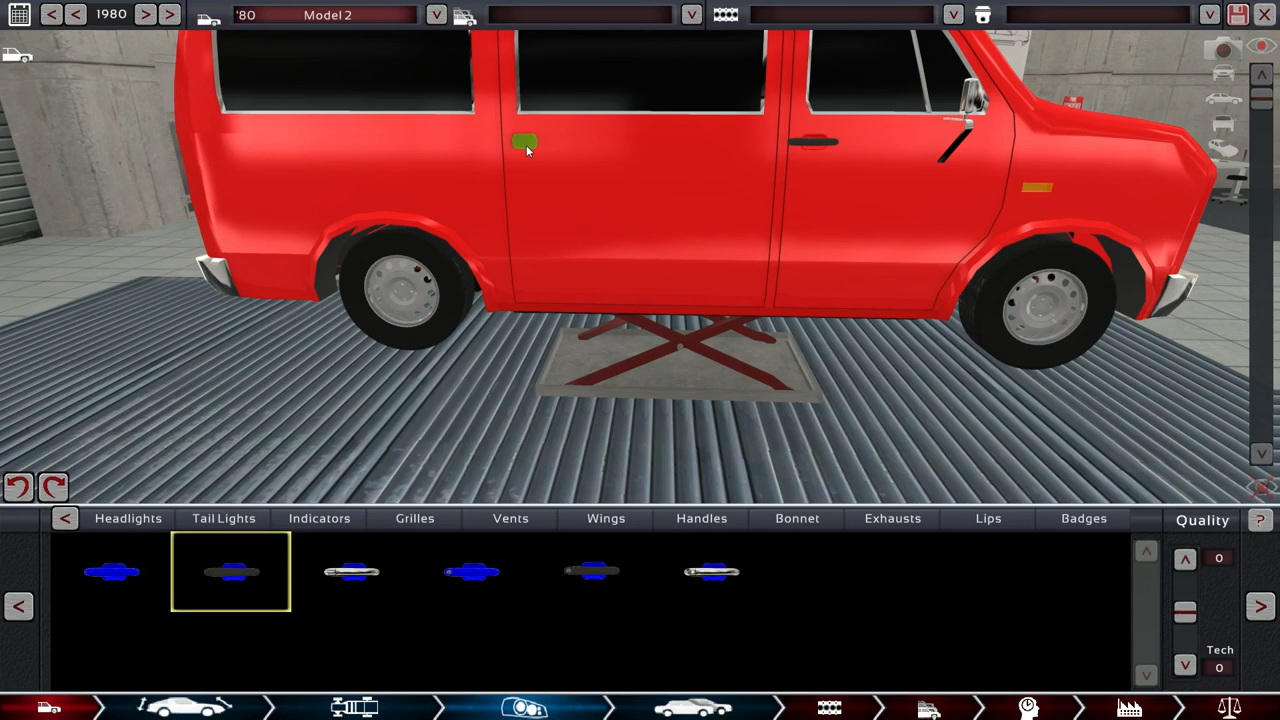 1980
'80 Model 2
Headlights Tail Lights Indicators Grilles Vents Wings Handles Bonnet Exhausts Lips Badges Quality ?
0
Tech
0